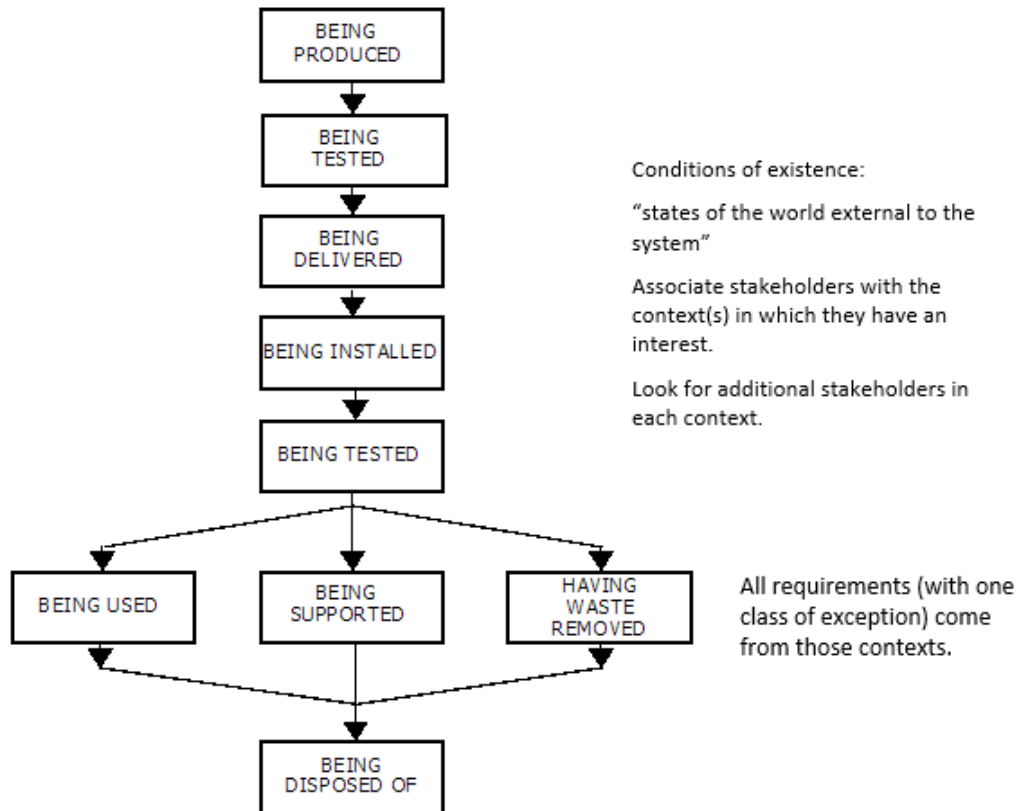 BEING
PRODUCED
BEING
TESTED
BEING
DELIVERED
BEING INSTALLED
BEING TESTED
Conditions of existence:
“states of the world external to the
system”
Associate stakeholders with the
context(s) in which they have an
interest.
Look for additional stakeholders in
each context.
BEING USED
BEING
SUPPORTED
HAVING
WASTE
REMOVED
All requirements (with one
class of exception) come
from those contexts.
BEING
DISPOSED OF